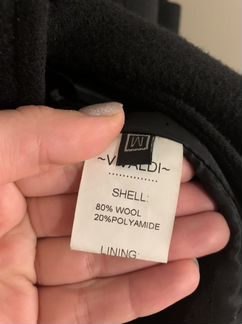 M
~VIVALDI~
SHELL:
80% WOOL
20%POLYAMIDE
LINING: